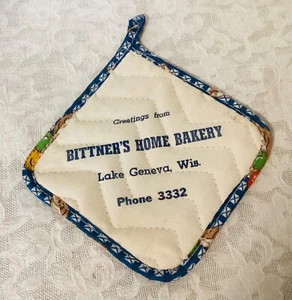 Greetings from
BITTNER'S HOME BAKERY
Lake Geneva, Wis.
Phone 3332